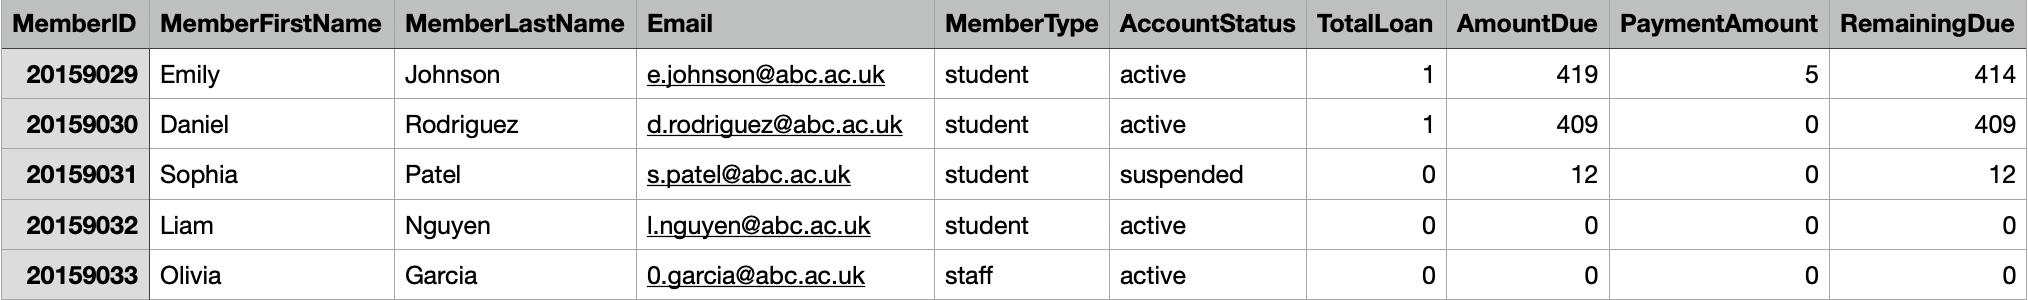 MemberID MemberFirstName MemberLastName Email MemberType AccountStatus TotalLoan AmountDue PaymentAmount RemainingDue
20159029 Emily Johnson e.johnson@abc.ac.uk student active 1 419 5 414
20159030 Daniel Rodriguez d.rodriguez@abc.ac.uk student active 1 409 0 409
20159031 Sophia Patel s.patel@abc.ac.uk student suspended 0 12 0 12
20159032 Liam Nguyen l.nguyen@abc.ac.uk student active 0 0 0 0
20159033 Olivia Garcia 0.garcia@abc.ac.uk staff active 0 0 0 0